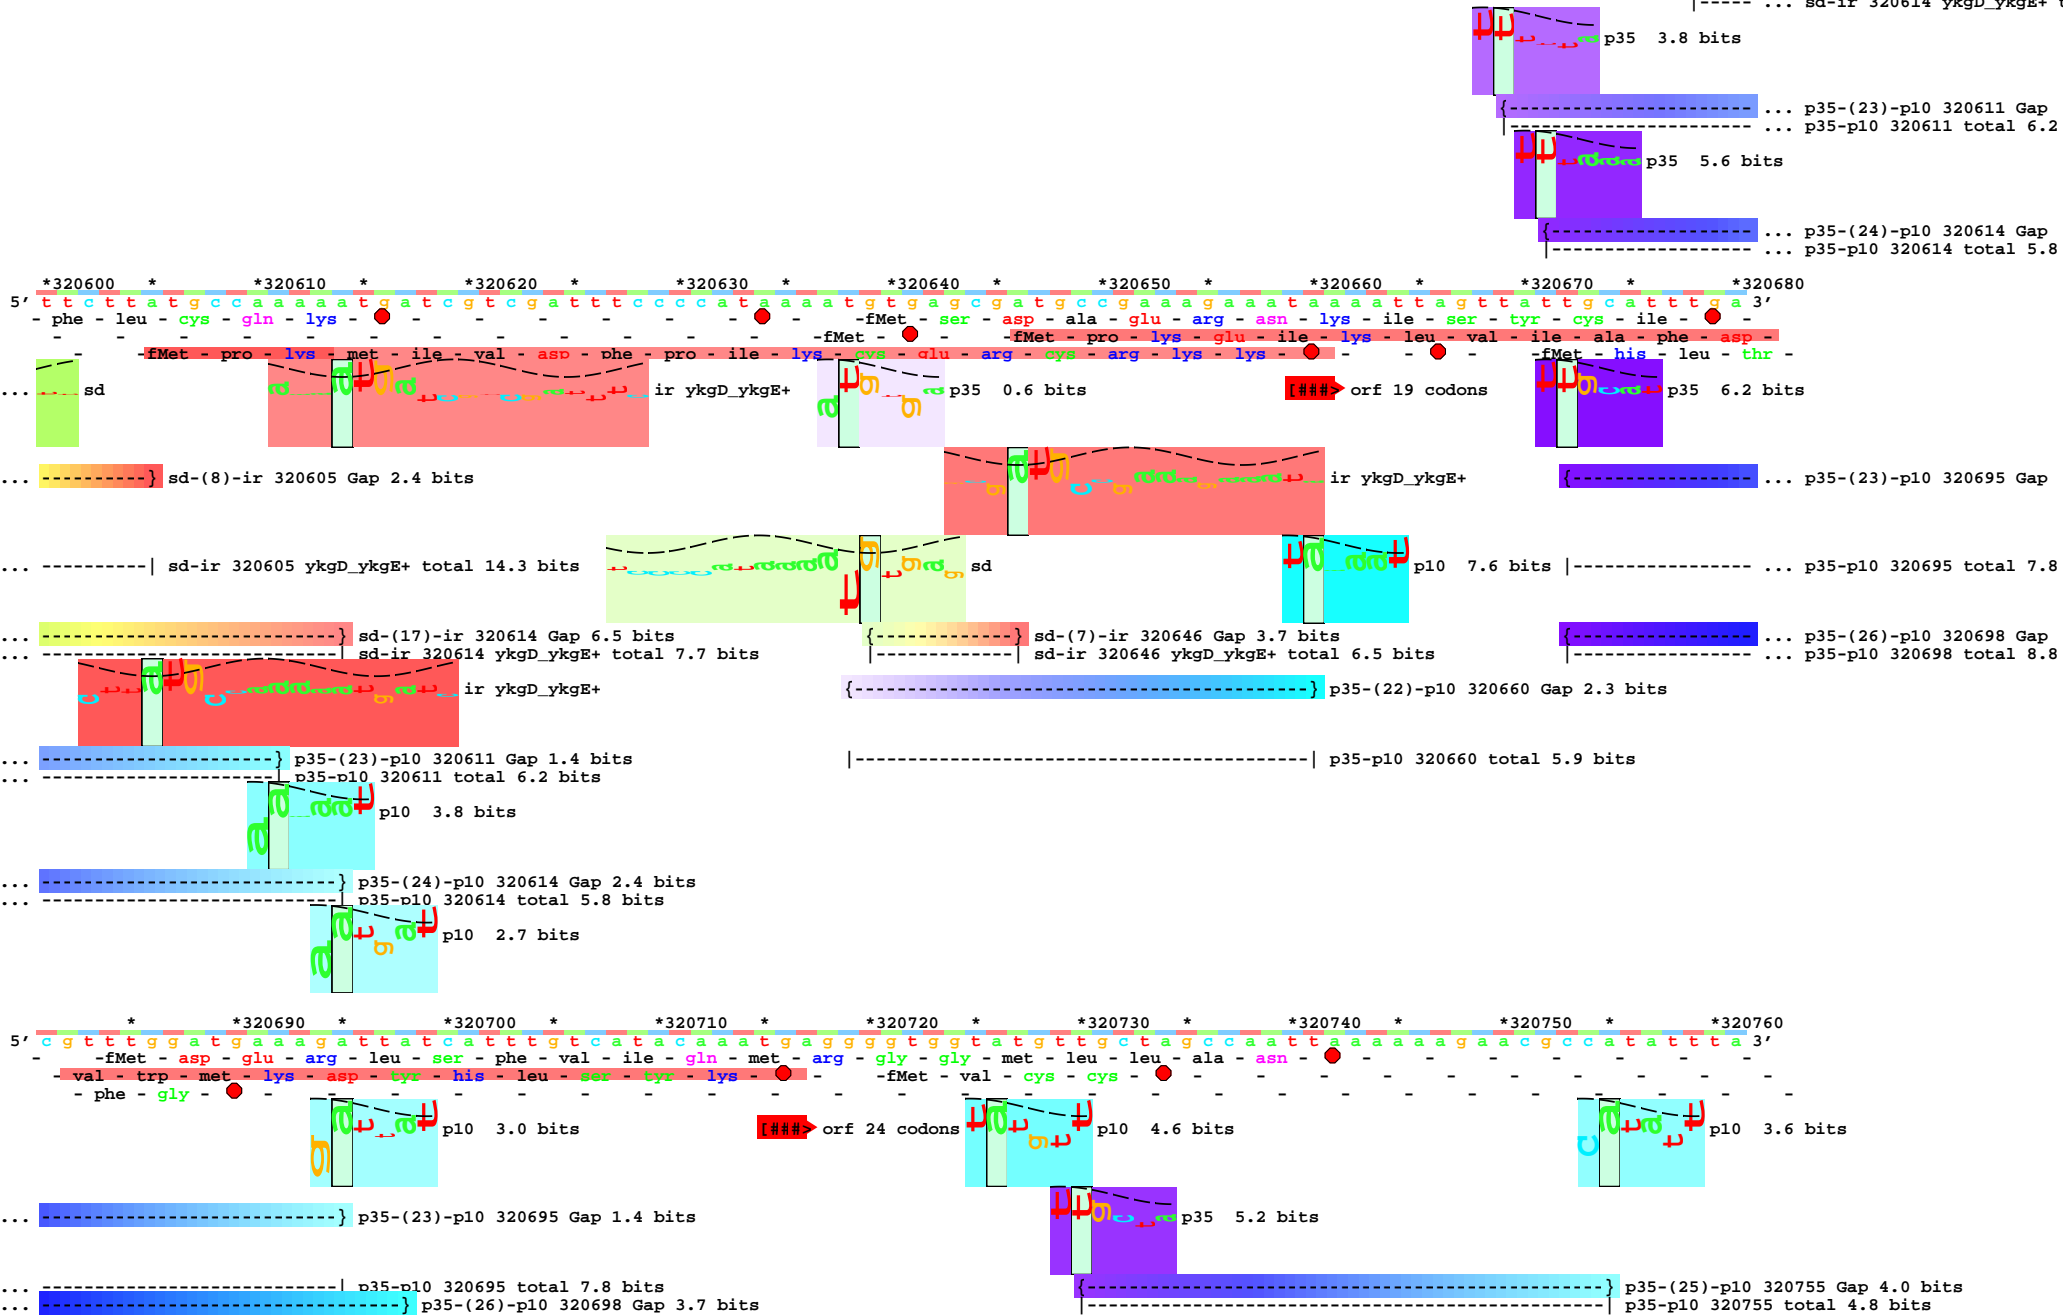 |----- ... sd-ir 320614 ykgD_ykgE+ t
p35 3.8 bits
{----------------------- ... p35-(23)-p10 320611 Gap
|----------------------- ... p35-p10 320611 total 6.2
p35 5.6 bits
{------------------- ... p35-(24)-p10 320614 Gap
|------------------- ... p35-p10 320614 total 5.8
*320600 * *320610 * *320620 * *320630 * *320640 * *320650 * *320660 * *320670 * *320680
5' t t c t t a t g c c a a a a a t g a t c g t c g a t t t c c c c a t a a a a t g t g a g c g a t g c c g a a a g a a a t a a a a t t a g t t a t t g c a t t t g a 3'
- phe - leu - cys - gln - lys - - - - - - - - -fMet - ser - asp - ala - glu - arg - asn - lys - ile - ser - tyr - cys - ile - -
- - - - - - - - - - - -fMet - - - -fMet - pro - lys - glu - ile - lys - leu - val - ile - ala - phe - asp -
- - -fMet - pro - lys - met - ile - val - asp - phe - pro - ile - lys - cys - glu - arg - cys - arg - lys - lys - - - - -fMet - his - leu - thr -
... sd ir ykgD_ykgE+ p35 0.6 bits [###> orf 19 codons p35 6.2 bits
... ----------} sd-(8)-ir 320605 Gap 2.4 bits ir ykgD_ykgE+ {----------------- ... p35-(23)-p10 320695 Gap
... ----------| sd-ir 320605 ykgD_ykgE+ total 14.3 bits sd p10 7.6 bits |----------------- ... p35-p10 320695 total 7.8
... ----------------------------} sd-(17)-ir 320614 Gap 6.5 bits {-------------} sd-(7)-ir 320646 Gap 3.7 bits {----------------- ... p35-(26)-p10 320698 Gap
... ----------------------------| sd-ir 320614 ykgD_ykgE+ total 7.7 bits |-------------| sd-ir 320646 ykgD_ykgE+ total 6.5 bits |----------------- ... p35-p10 320698 total 8.8
ir ykgD_ykgE+ {-------------------------------------------} p35-(22)-p10 320660 Gap 2.3 bits
... ----------------------} p35-(23)-p10 320611 Gap 1.4 bits |-------------------------------------------| p35-p10 320660 total 5.9 bits
... ----------------------| p35-p10 320611 total 6.2 bits
p10 3.8 bits
... ----------------------------} p35-(24)-p10 320614 Gap 2.4 bits
... ----------------------------| p35-p10 320614 total 5.8 bits
p10 2.7 bits
* *320690 * *320700 * *320710 * *320720 * *320730 * *320740 * *320750 * *320760
5' c g t t t g g a t g a a a g a t t a t c a t t t g t c a t a c a a a t g a g g g g t g g t a t g t t g c t a g c c a a t t a a a a a a g a a c g c c a t a t t t a 3'
- -fMet - asp - glu - arg - leu - ser - phe - val - ile - gln - met - arg - gly - gly - met - leu - leu - ala - asn - - - - - - -
- val - trp - met - lys - asp - tyr - his - leu - ser - tyr - lys - - - -fMet - val - cys - cys - - - - - - - - - -
- phe - gly - - - - - - - - - - - - - - - - - - - - - - - -
p10 3.0 bits [###> orf 24 codons p10 4.6 bits p10 3.6 bits
... ----------------------------} p35-(23)-p10 320695 Gap 1.4 bits p35 5.2 bits
... ----------------------------| p35-p10 320695 total 7.8 bits {-------------------------------------------------} p35-(25)-p10 320755 Gap 4.0 bits
... ----------------------------------} p35-(26)-p10 320698 Gap 3.7 bits |-------------------------------------------------| p35-p10 320755 total 4.8 bits